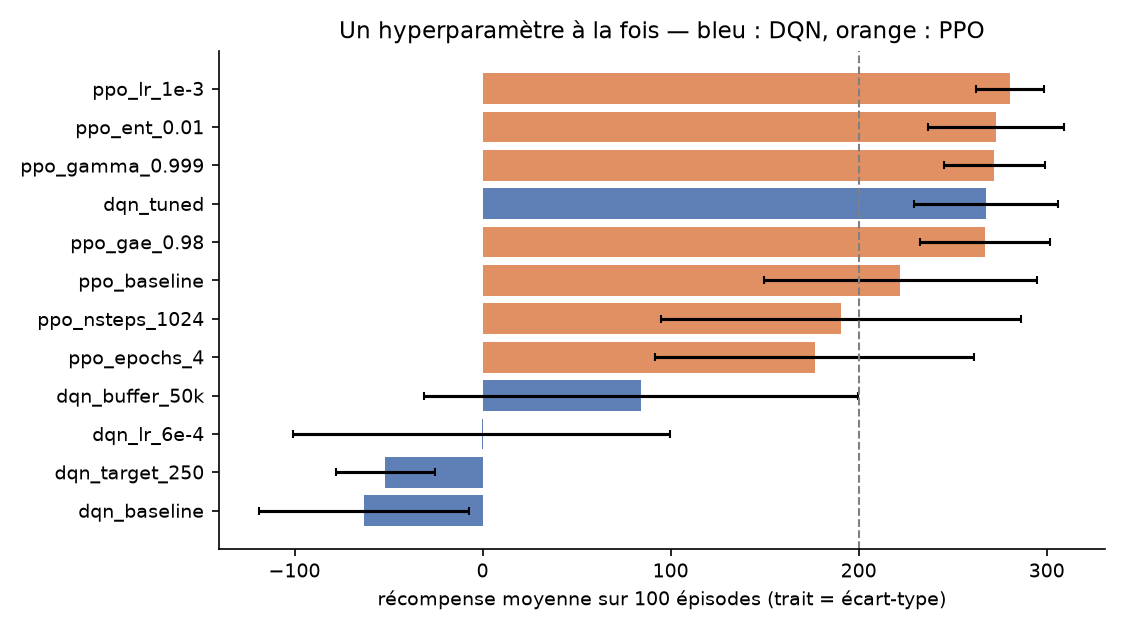 Un hyperparamètre à la fois — bleu : DQN, orange : PPO
ppo_lr_1e-3
ppo_ent_0.01
ppo_gamma_0.999
dqn_tuned
ppo_gae_0.98
ppo_baseline
ppo_nsteps_1024
ppo_epochs_4
dqn_buffer_50k
dqn_lr_6e-4
dqn_target_250
dqn_baseline
−100 0 100 200 300
récompense moyenne sur 100 épisodes (trait = écart-type)